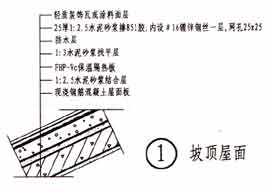 轻质装饰瓦或涂料面层
25厚1:2.5水泥砂浆掺851胶,内设#16镀锌钢丝一层,网孔25x25
防水层
1:3水泥砂浆找平层
FHP-Vc保温隔热板
1:2.5水泥砂浆结合层
现浇钢筋混凝土屋面板
1 坡顶屋面